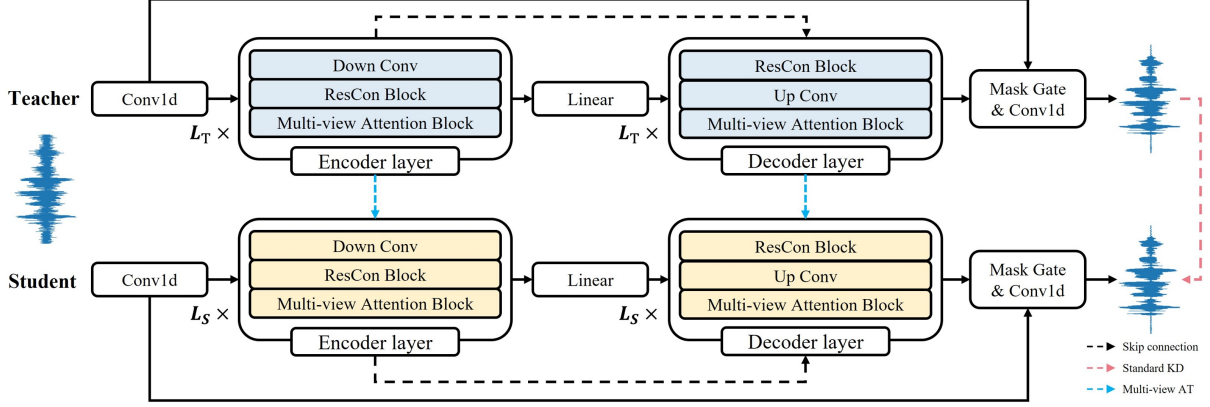 Teacher
Conv1d
L_T ×
Down Conv
ResCon Block
Multi-view Attention Block
Encoder layer
Linear
L_T ×
ResCon Block
Up Conv
Multi-view Attention Block
Decoder layer
Mask Gate
& Conv1d
Student
Conv1d
L_S ×
Down Conv
ResCon Block
Multi-view Attention Block
Encoder layer
Linear
L_S ×
ResCon Block
Up Conv
Multi-view Attention Block
Decoder layer
Mask Gate
& Conv1d
Skip connection
Standard KD
Multi-view AT